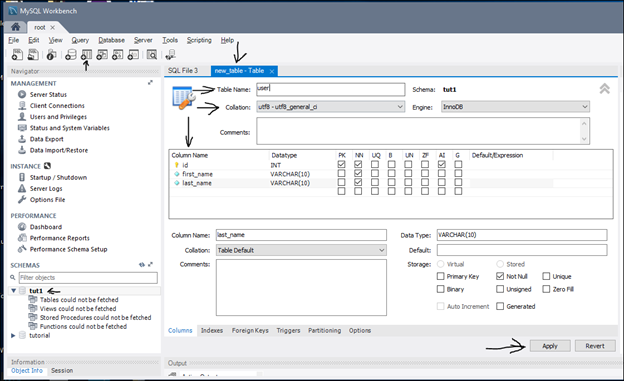 MySQL Workbench
root ×
File Edit View Query Database Server Tools Scripting Help
Navigator
MANAGEMENT
Server Status
Client Connections
Users and Privileges
Status and System Variables
Data Export
Data Import/Restore
INSTANCE
Startup / Shutdown
Server Logs
Options File
PERFORMANCE
Dashboard
Performance Reports
Performance Schema Setup
SCHEMAS
Filter objects
tut1
Tables could not be fetched
Views could not be fetched
Stored Procedures could not be fetched
Functions could not be fetched
tutorial
Information
Object Info Session
SQL File 3 new_table - Table ×
Table Name: user Schema: tut1
Collation: utf8 - utf8_general_ci Engine: InnoDB
Comments:
Column Name Datatype PK NN UQ B UN ZF AI G Default/Expression
id INT
first_name VARCHAR(10)
last_name VARCHAR(10)
Column Name: last_name Data Type: VARCHAR(10)
Collation: Table Default Default:
Comments: Storage: Virtual Stored
Primary Key Not Null Unique
Binary Unsigned Zero Fill
Auto Increment Generated
Columns Indexes Foreign Keys Triggers Partitioning Options
Apply Revert
Output